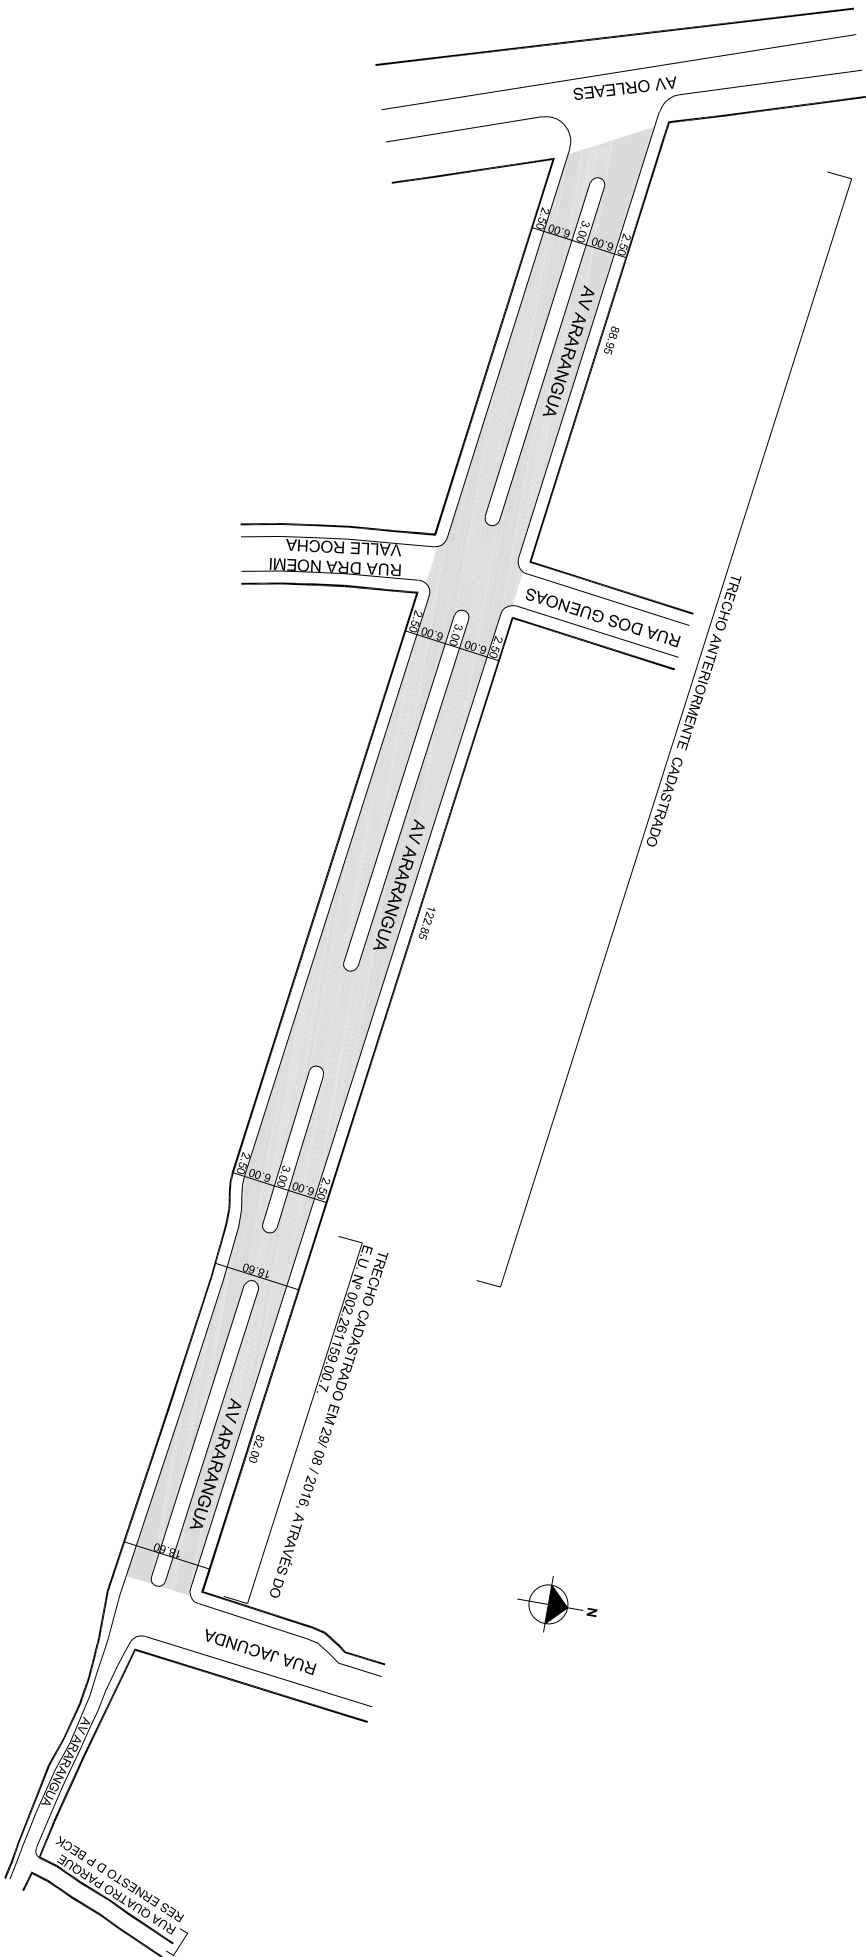 AV ORLEAES
2.50
6.00
3.00
6.00
2.50
AV ARARANGUA
88.95
RUA DRA NOEMI
VALLE ROCHA
RUA DOS GUENOAS
2.50
6.00
3.00
6.00
2.50
TRECHO ANTERIORMENTE CADASTRADO
AV ARARANGUA
122.85
2.50
6.00
3.00
6.00
2.50
18.60
TRECHO CADASTRADO EM 29/ 08 / 2016, ATRAVÉS DO
E.U. Nº 002.261159.00.7.
AV ARARANGUA
82.00
18.60
N
RUA JACUNDA
AV ARARANGUA
RUA QUATRO PARQUE
RES ERNESTO D P BECK